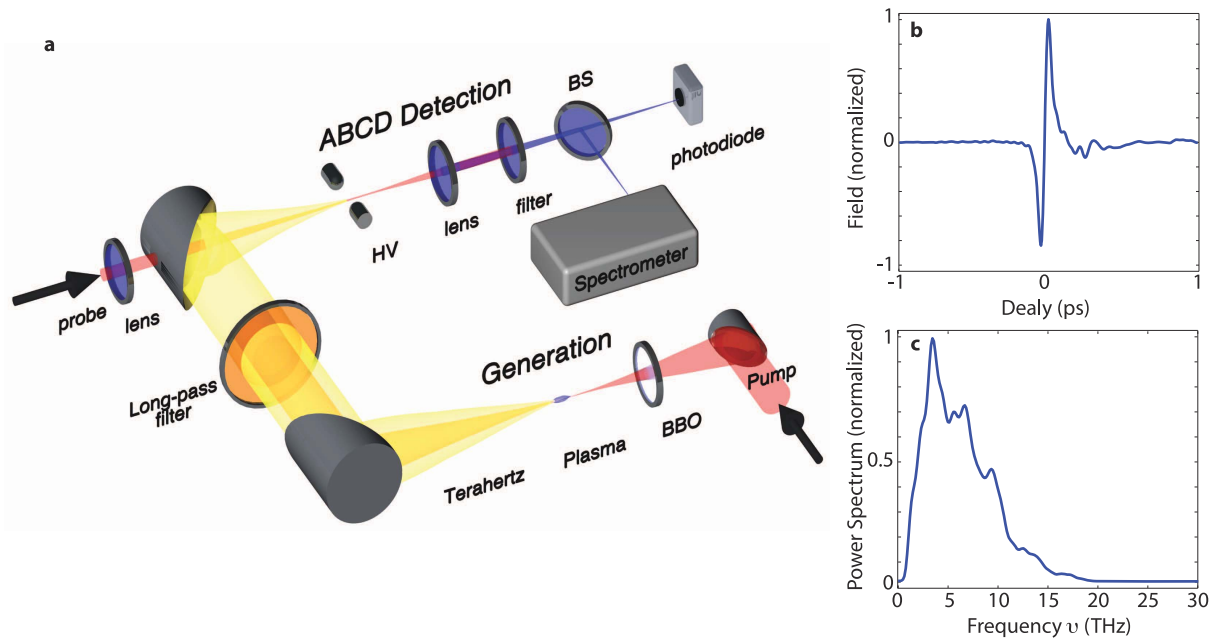 a
ABCD Detection
BS
photodiode
filter
lens
HV
Spectrometer
probe
lens
Long-pass
filter
Generation
Pump
BBO
Plasma
Terahertz
b
Field (normalized)
1
0
-1
-1
0
1
Dealy (ps)
c
Power Spectrum (normalized)
1
0.5
0
0
5
10
15
20
25
30
Frequency υ (THz)